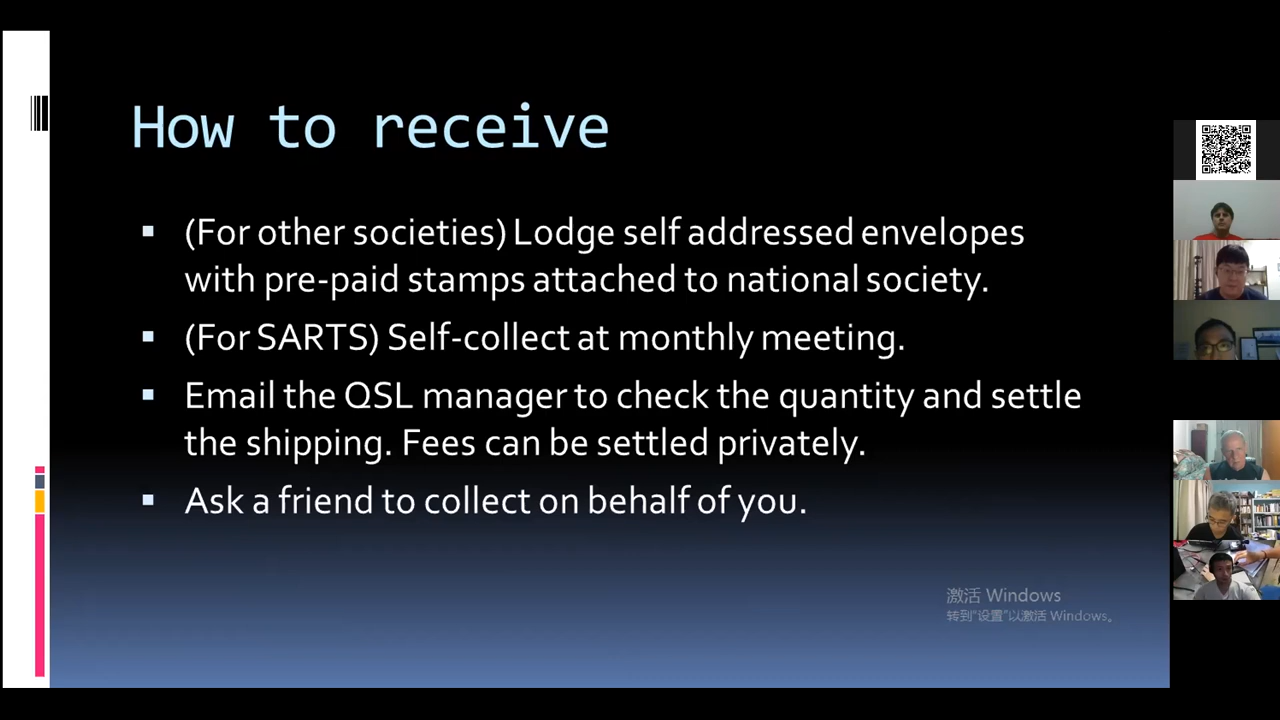 How to receive
(For other societies) Lodge self addressed envelopes
with pre-paid stamps attached to national society.
(For SARTS) Self-collect at monthly meeting.
Email the QSL manager to check the quantity and settle
the shipping. Fees can be settled privately.
Ask a friend to collect on behalf of you.
激活 Windows
转到“设置”以激活 Windows。